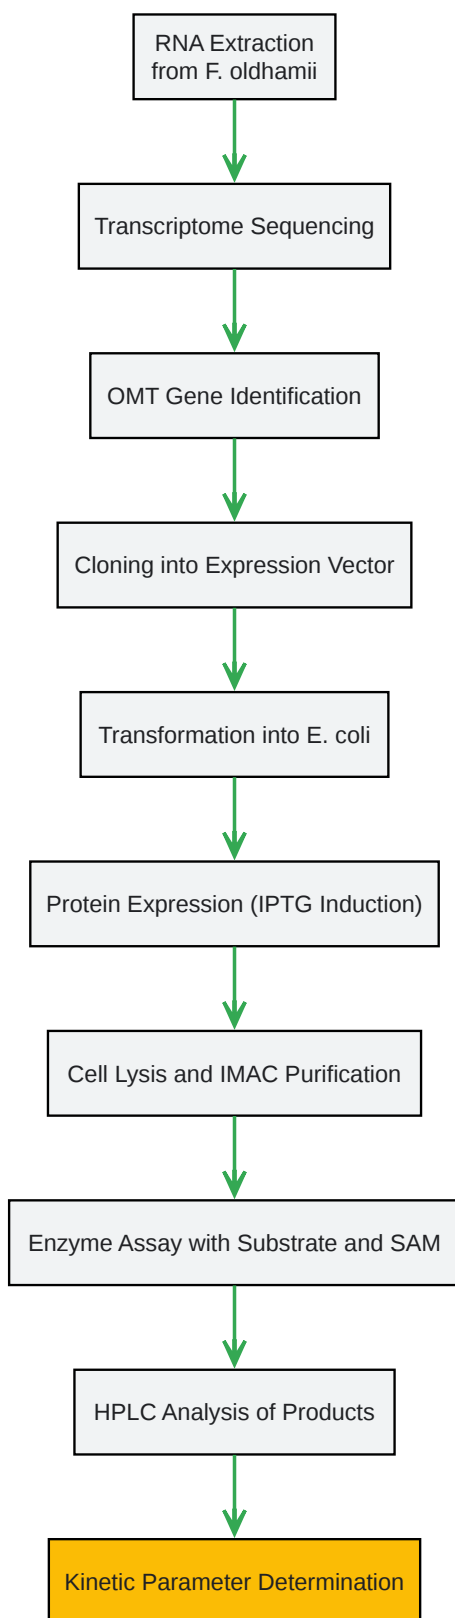 RNA Extraction
from F. oldhamii
Transcriptome Sequencing
OMT Gene Identification
Cloning into Expression Vector
Transformation into E. coli
Protein Expression (IPTG Induction)
Cell Lysis and IMAC Purification
Enzyme Assay with Substrate and SAM
HPLC Analysis of Products
Kinetic Parameter Determination